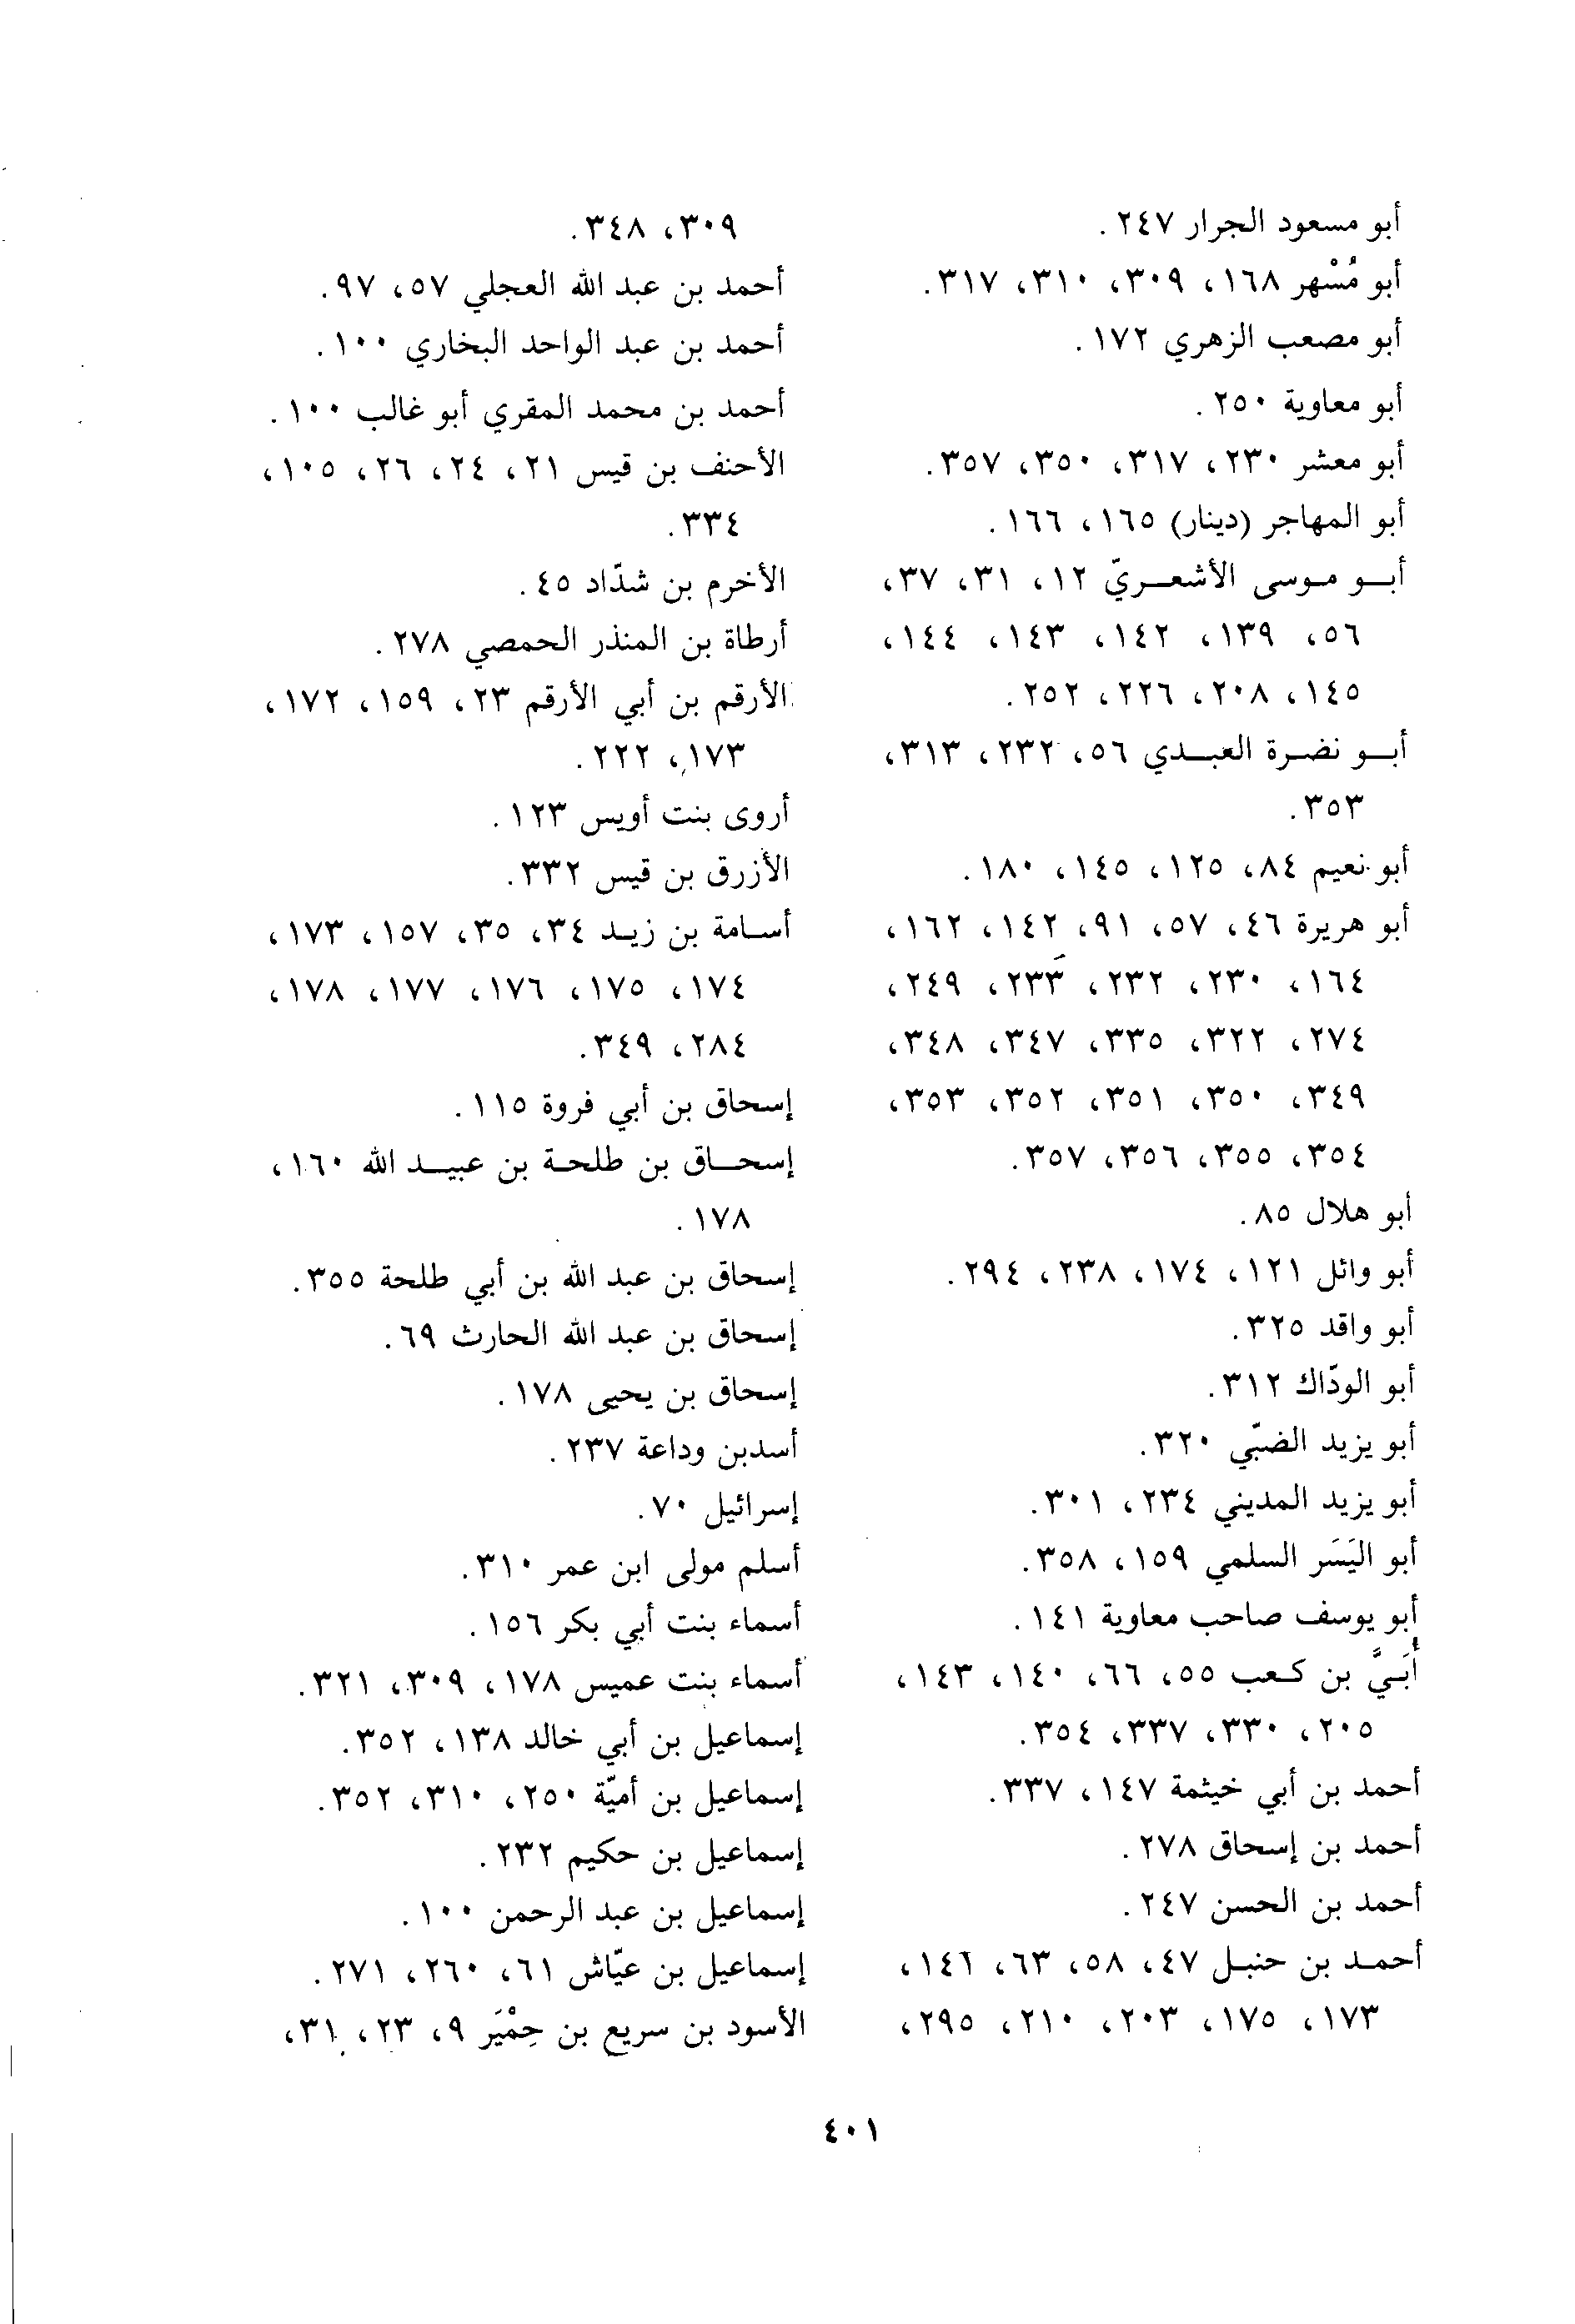 أبو مسعود الجرار ٢٤٧.
أبو مُسْهر ١٦٨، ٣٠٩، ٣١٠، ٣١٧.
أبو مصعب الزهري ١٧٢.
أبو معاوية ٢٥٠.
أبو معشر ٢٣٠، ٣١٧، ٣٥٠، ٣٥٧.
أبو المهاجر (دينار) ١٦٥، ١٦٦.
أبو موسى الأشعريّ ١٢، ٣١، ٣٧،
٥٦، ١٣٩، ١٤٢، ١٤٣، ١٤٤،
١٤٥، ٢٠٨، ٢٢٦، ٢٥٢.
أبو نضرة العبدي ٥٦، ٢٣٢، ٣١٣،
٣٥٣.
أبو نعيم ٨٤، ١٢٥، ١٤٥، ١٨٠.
أبو هريرة ٤٦، ٥٧، ٩١، ١٤٢، ١٦٢،
١٦٤، ٢٣٠، ٢٣٢، ٢٣٣، ٢٤٩،
٢٧٤، ٣٢٢، ٣٣٥، ٣٤٧، ٣٤٨،
٣٤٩، ٣٥٠، ٣٥١، ٣٥٢، ٣٥٣،
٣٥٤، ٣٥٥، ٣٥٦، ٣٥٧.
أبو هلال ٨٥.
أبو وائل ١٢١، ١٧٤، ٢٣٨، ٢٩٤.
أبو واقد ٣٢٥.
أبو الودّاك ٣١٢.
أبو يزيد الضبّي ٣٢٠.
أبو يزيد المديني ٢٣٤، ٣٠١.
أبو اليَسَر السلمي ١٥٩، ٣٥٨.
أبو يوسف صاحب معاوية ١٤١.
أُبَيَّ بن كعب ٥٥، ٦٦، ١٤٠، ١٤٣،
٢٠٥، ٣٣٠، ٣٣٧، ٣٥٤.
أحمد بن أبي خيثمة ١٤٧، ٣٣٧.
أحمد بن إسحاق ٢٧٨.
أحمد بن الحسن ٢٤٧.
أحمد بن حنبل ٤٧، ٥٨، ٦٣، ١٤٦،
١٧٣، ١٧٥، ٢٠٣، ٢١٠، ٢٩٥،
٣٠٩، ٣٤٨.
أحمد بن عبد الله العجلي ٥٧، ٩٧.
أحمد بن عبد الواحد البخاري ١٠٠.
أحمد بن محمد المقري أبو غالب ١٠٠.
الأحنف بن قيس ٢١، ٢٤، ٢٦، ١٠٥،
٣٣٤.
الأخرم بن شدّاد ٤٥.
أرطاة بن المنذر الحمصي ٢٧٨.
الأرقم بن أبي الأرقم ٢٣، ١٥٩، ١٧٢،
١٧٣، ٢٢٢.
أروى بنت أويس ١٢٣.
الأزرق بن قيس ٣٣٢.
أسامة بن زيد ٣٤، ٣٥، ١٥٧، ١٧٣،
١٧٤، ١٧٥، ١٧٦، ١٧٧، ١٧٨،
٢٨٤، ٣٤٩.
إسحاق بن أبي فروة ١١٥.
إسحاق بن طلحة بن عبيد الله ١٦٠،
١٧٨.
إسحاق بن عبد الله بن أبي طلحة ٣٥٥.
إسحاق بن عبد الله الحارث ٦٩.
إسحاق بن يحيى ١٧٨.
أسدبن وداعة ٢٣٧.
إسرائيل ٧٠.
أسلم مولى ابن عمر ٣١٠.
أسماء بنت أبي بكر ١٥٦.
أسماء بنت عميس ١٧٨، ٣٠٩، ٣٢١.
إسماعيل بن أبي خالد ١٣٨، ٣٥٢.
إسماعيل بن أميّة ٢٥٠، ٣١٠، ٣٥٢.
إسماعيل بن حكيم ٢٣٢.
إسماعيل بن عبد الرحمن ١٠٠.
إسماعيل بن عيّاش ٦١، ٢٦٠، ٢٧١.
الأسود بن سريع بن حِمْيَر ٩، ٢٣، ٣١،
٤٠١